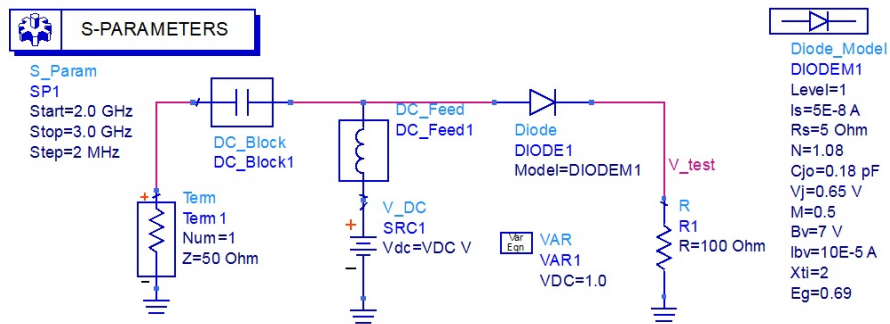 S-PARAMETERS
S_Param
SP1
Start=2.0 GHz
Stop=3.0 GHz
Step=2 MHz
DC_Block
DC_Block1
DC_Feed
DC_Feed1
Diode
DIODE1
Model=DIODEM1
V_test
+
Term
Term1
Num=1
Z=50 Ohm
-
+
V_DC
SRC1
Vdc=VDC V
-
Var
Eqn
VAR
VAR1
VDC=1.0
R
R1
R=100 Ohm
Diode_Model
DIODEM1
Level=1
Is=5E-8 A
Rs=5 Ohm
N=1.08
Cjo=0.18 pF
Vj=0.65 V
M=0.5
Bv=7 V
Ibv=10E-5 A
Xti=2
Eg=0.69